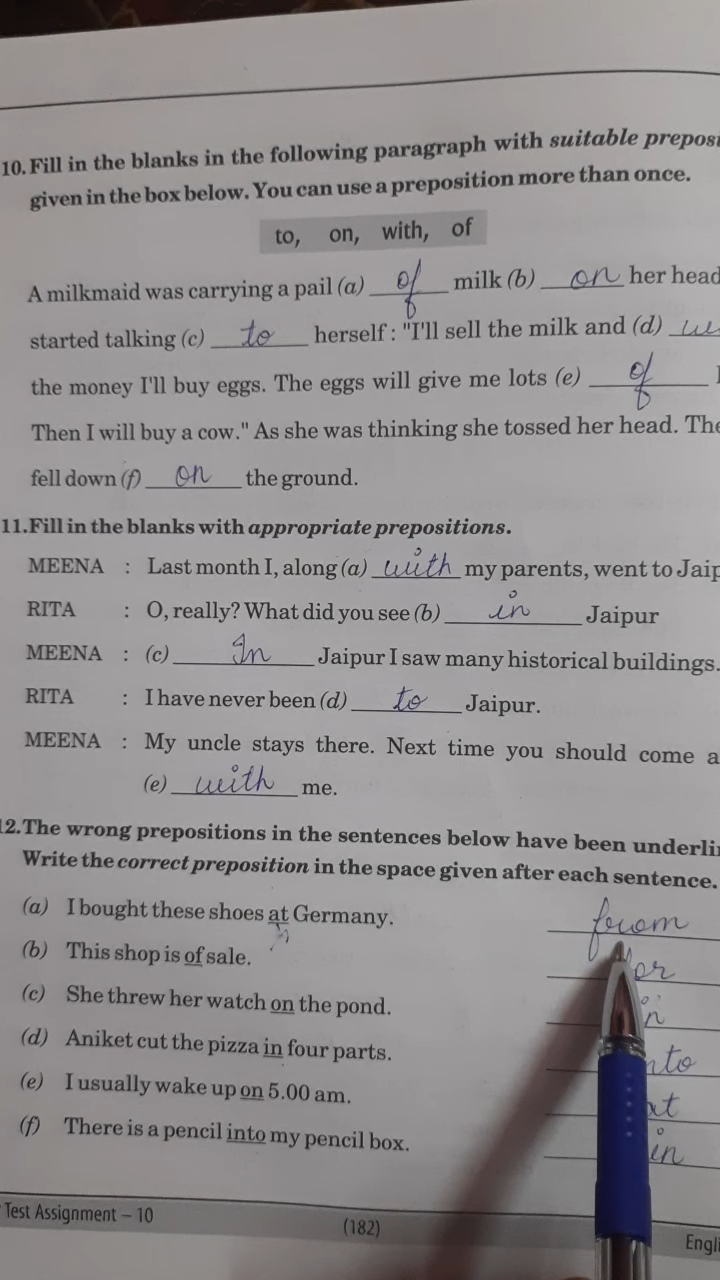 10. Fill in the blanks in the following paragraph with suitable
given in the box below. You can use a preposition more than once.
to, on, with, of
A milkmaid was carrying a pail (a) of milk (b) on her head
started talking (c) to herself : "I'll sell the milk and (d)
the money I'll buy eggs. The eggs will give me lots (e) of
Then I will buy a cow." As she was thinking she tossed her head.
fell down (f) on the ground.
11. Fill in the blanks with appropriate prepositions.
MEENA : Last month I, along (a) with my parents, went to
RITA : O, really? What did you see (b) in Jaipur
MEENA : (c) In Jaipur I saw many historical buildings.
RITA : I have never been (d) to Jaipur.
MEENA : My uncle stays there. Next time you should come
(e) with me.
12. The wrong prepositions in the sentences below have been
Write the correct preposition in the space given after each sentence.
(a) I bought these shoes at Germany. from
(b) This shop is of sale.
(c) She threw her watch on the pond.
(d) Aniket cut the pizza in four parts.
(e) I usually wake up on 5.00 am.
(f) There is a pencil into my pencil box. in
Test Assignment – 10
(182)